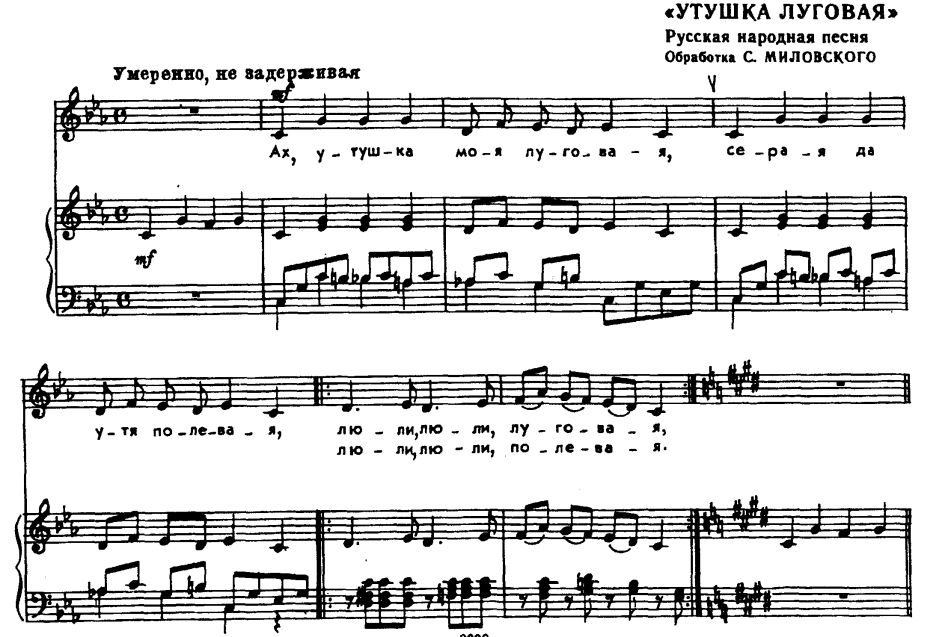 «УТУШКА ЛУГОВАЯ»
Русская народная песня
Обработка С. МИЛОВСКОГО
Умеренно, не задерживая
mf
Ах, у-туш-ка мо-я лу-го-ва-я, се-ра-я да
mf
у-тя по-ле-ва-я, лю-ли, лю-ли, лу-го-ва-я,
лю-ли, лю-ли, по-ле-ва-я.